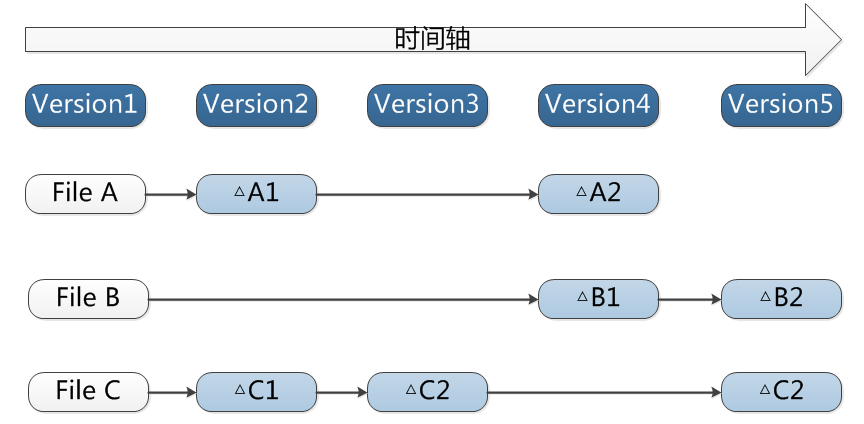 时间轴
Version1 Version2 Version3 Version4 Version5
File A △A1 △A2
File B △B1 △B2
File C △C1 △C2 △C2